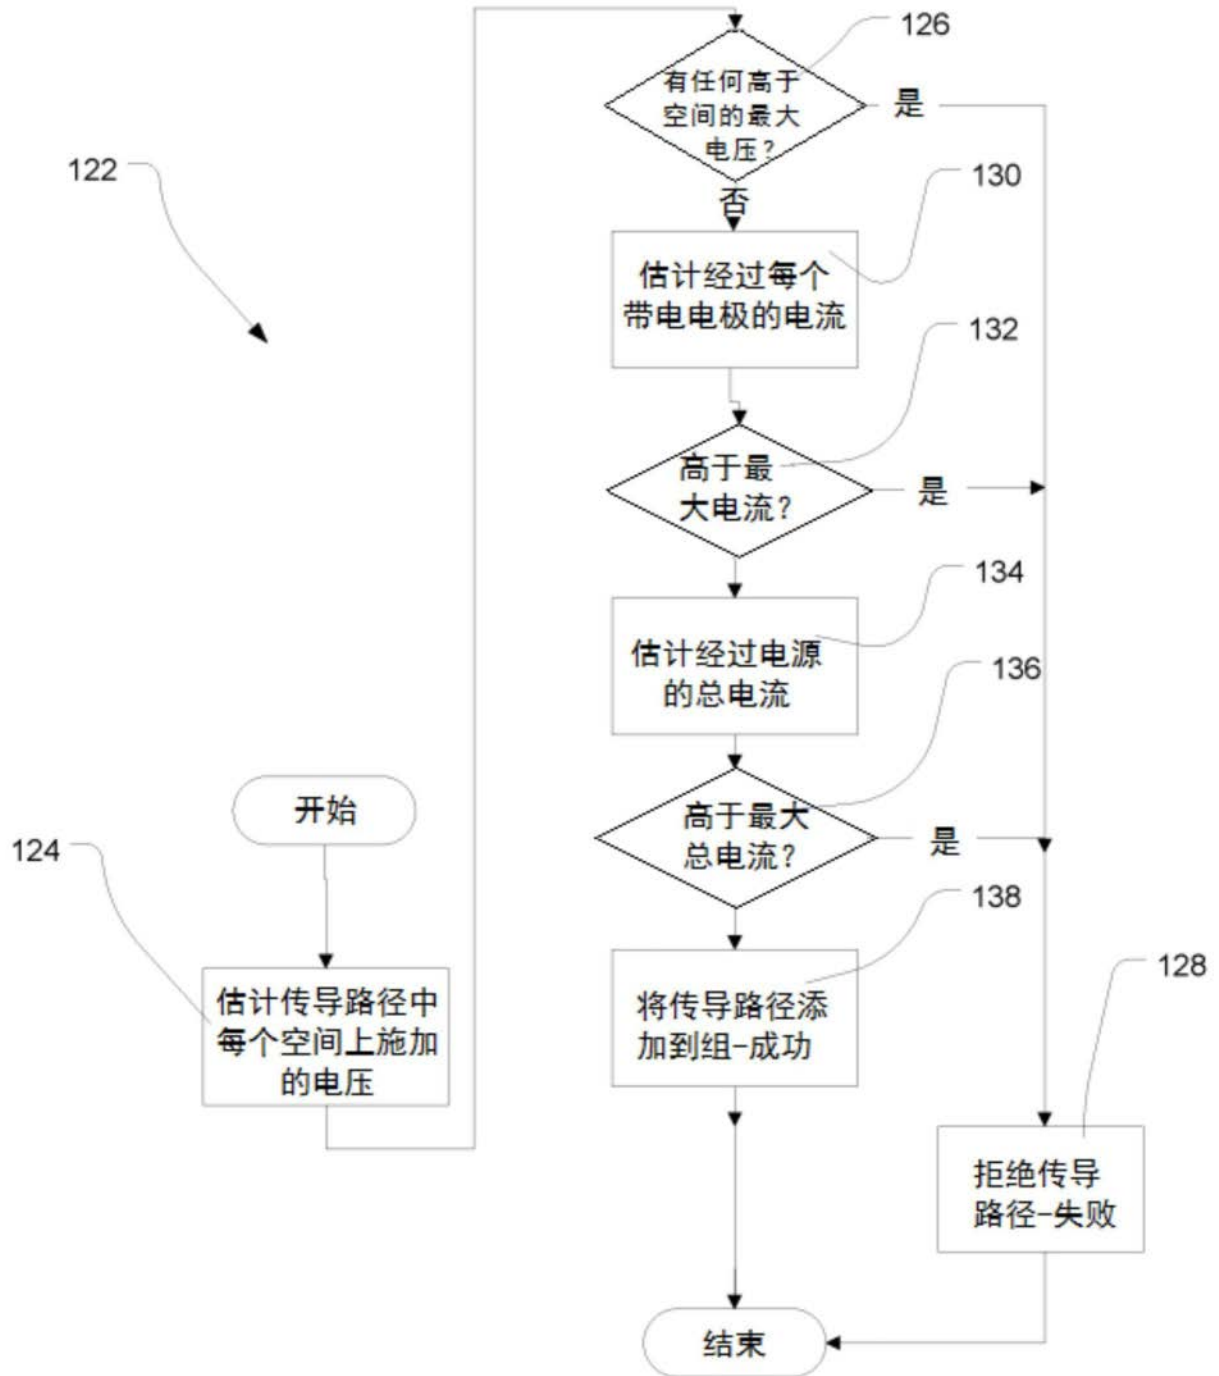 126
有任何高于
空间的最大
电压?
是
122
130
否
估计经过每个
带电电极的电流
132
高于最
大电流?
是
134
估计经过电源
的总电流
136
开始
高于最大
总电流?
是
124
138
128
估计传导路径中
每个空间上施加
的电压
将传导路径添
加到组-成功
拒绝传导
路径-失败
结束